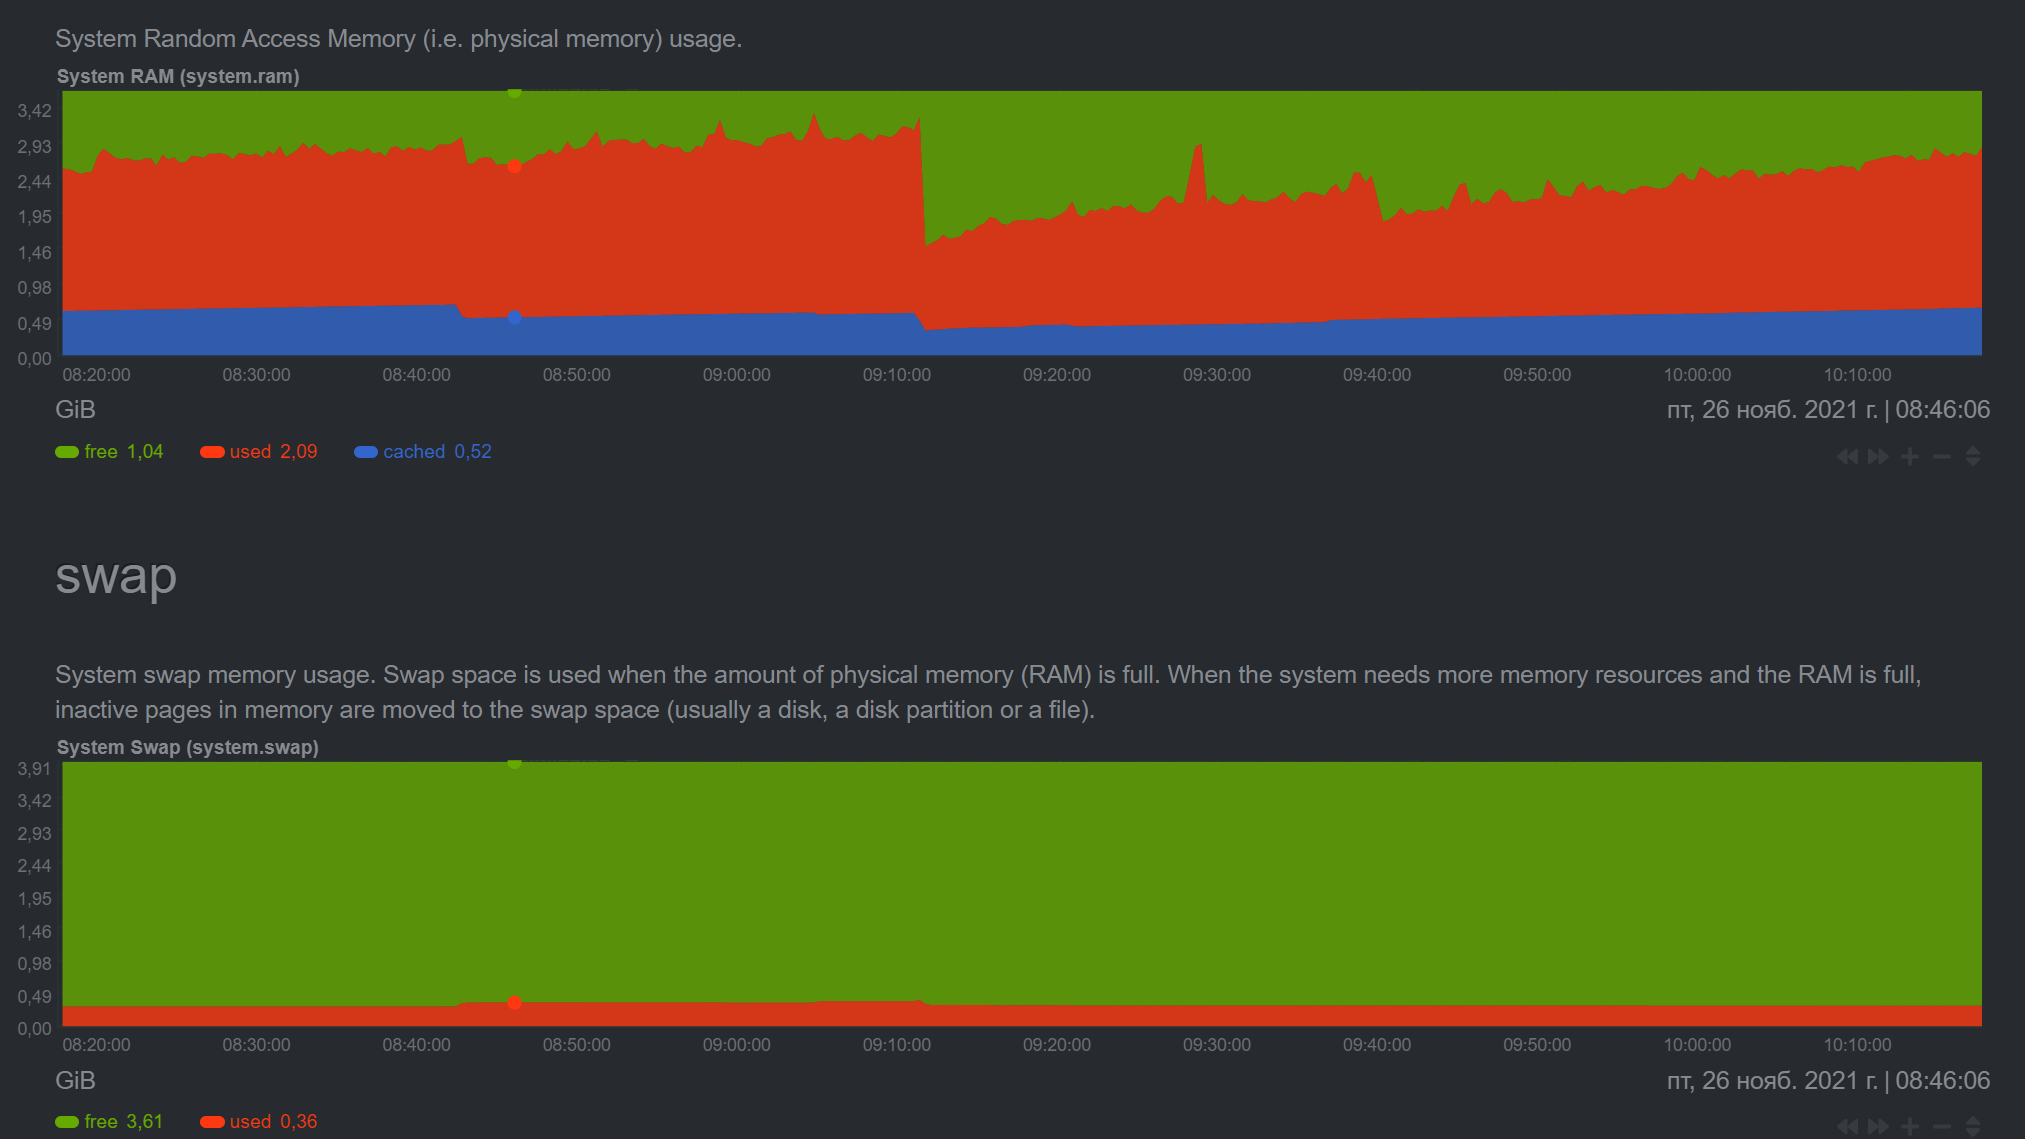 System Random Access Memory (i.e. physical memory) usage.
System RAM (system.ram)
3,42
2,93
2,44
1,95
1,46
0,98
0,49
0,00
08:20:00 08:30:00 08:40:00 08:50:00 09:00:00 09:10:00 09:20:00 09:30:00 09:40:00 09:50:00 10:00:00 10:10:00
GiB пт, 26 нояб. 2021 г. | 08:46:06
free 1,04 used 2,09 cached 0,52
swap
System swap memory usage. Swap space is used when the amount of physical memory (RAM) is full. When the system needs more memory resources and the RAM is full,
inactive pages in memory are moved to the swap space (usually a disk, a disk partition or a file).
System Swap (system.swap)
3,91
3,42
2,93
2,44
1,95
1,46
0,98
0,49
0,00
08:20:00 08:30:00 08:40:00 08:50:00 09:00:00 09:10:00 09:20:00 09:30:00 09:40:00 09:50:00 10:00:00 10:10:00
GiB пт, 26 нояб. 2021 г. | 08:46:06
free 3,61 used 0,36